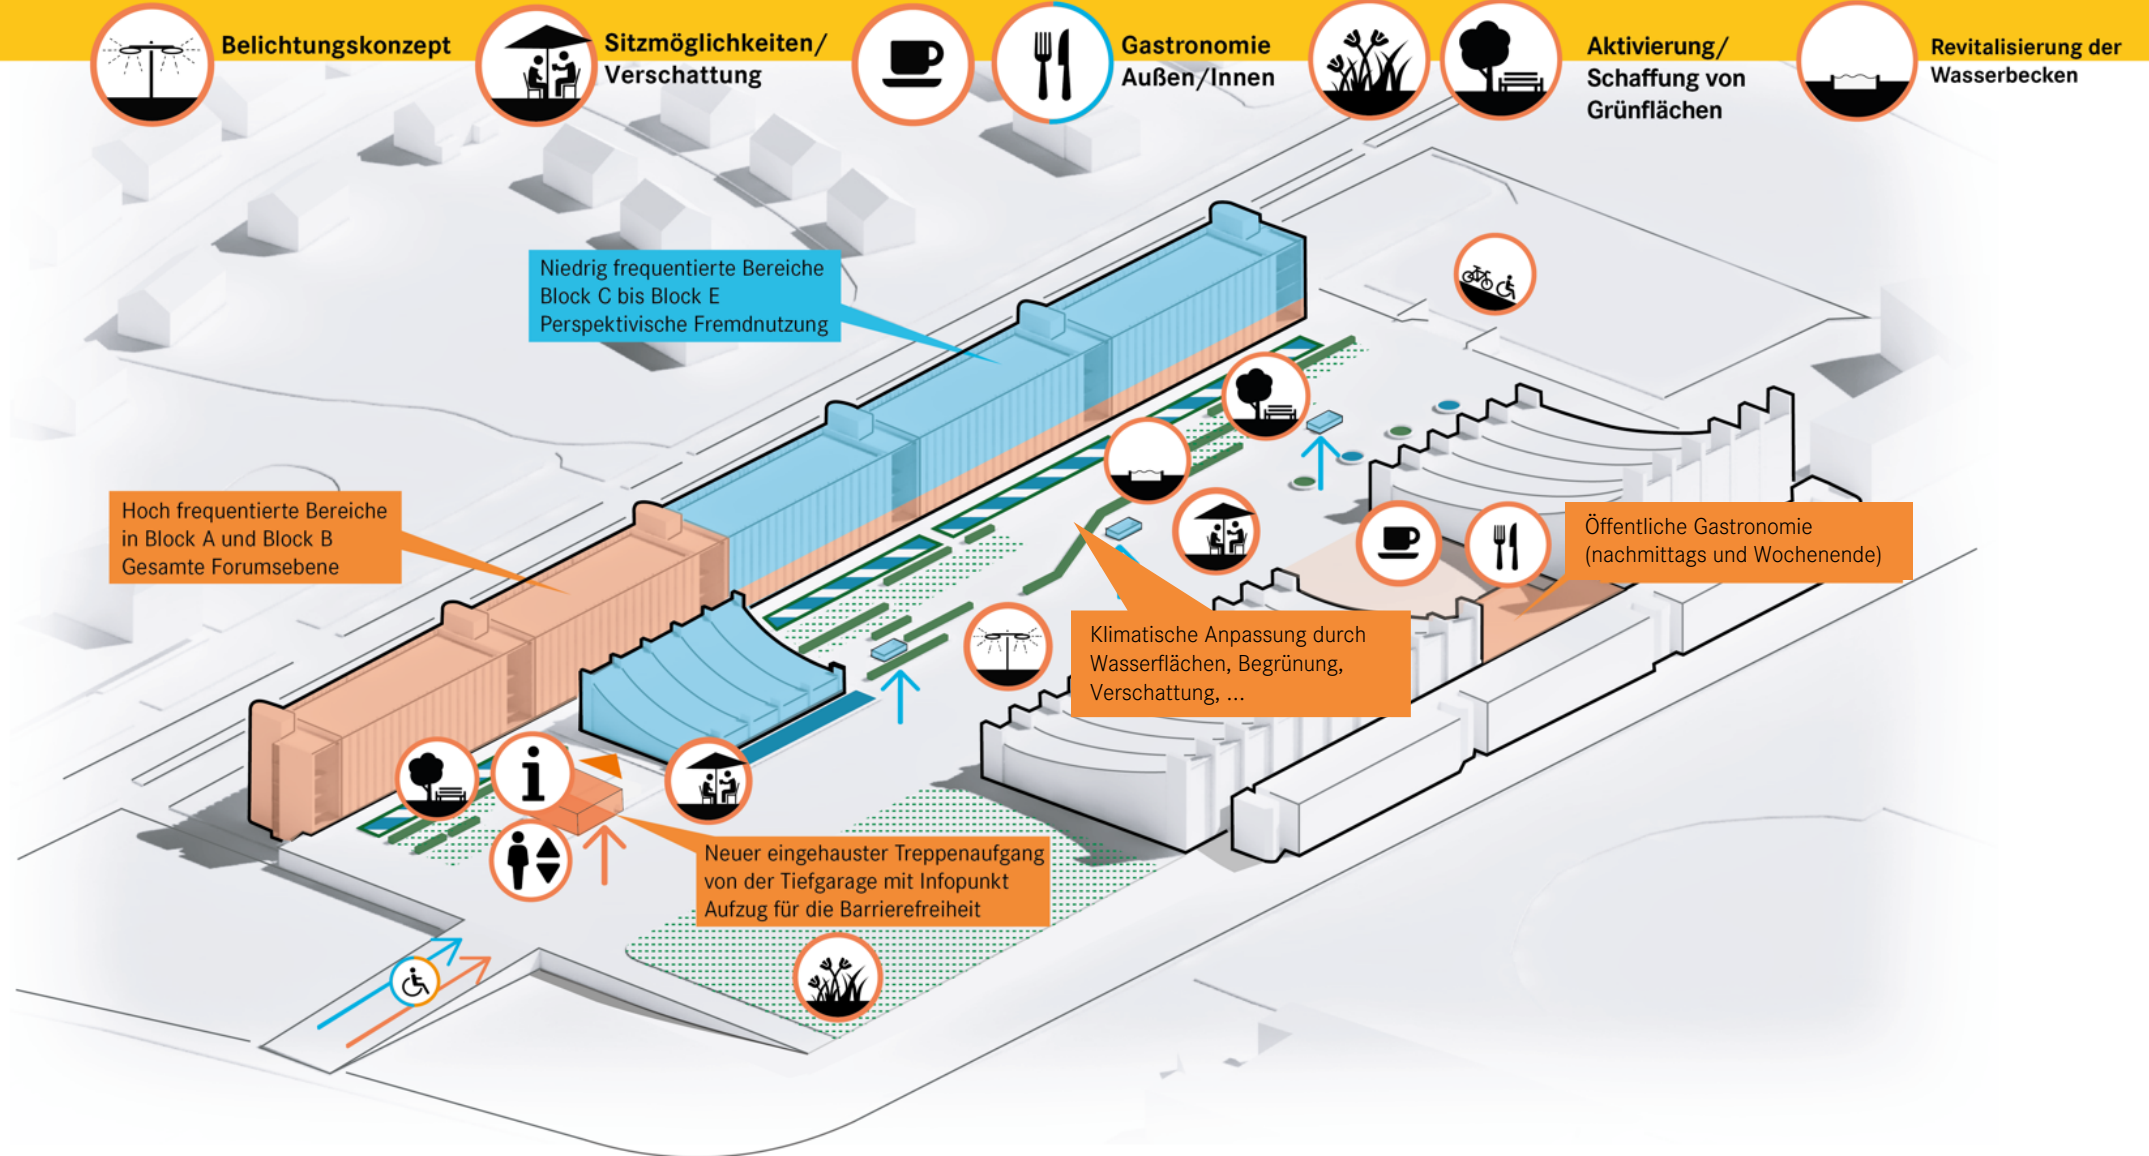 Belichtungskonzept
Sitzmöglichkeiten/
Verschattung
Gastronomie
Außen/Innen
Aktivierung/
Schaffung von
Grünflächen
Revitalisierung der
Wasserbecken
Niedrig frequentierte Bereiche
Block C bis Block E
Perspektivische Fremdnutzung
Hoch frequentierte Bereiche
in Block A und Block B
Gesamte Forumsebene
Öffentliche Gastronomie
(nachmittags und Wochenende)
Klimatische Anpassung durch
Wasserflächen, Begrünung,
Verschattung, ...
i
Neuer eingehauster Treppenaufgang
von der Tiefgarage mit Infopunkt
Aufzug für die Barrierefreiheit